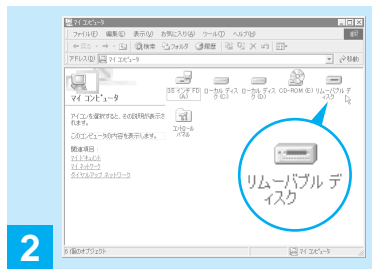 マイ コンピュータ
ファイル(F) 編集(E) 表示(V) お気に入り(A) ツール(T) ヘルプ(H)
戻る 検索 フォルダ 履歴
アドレス(D) マイ コンピュータ 移動
マイ コンピュータ
アイコンを選択すると、その説明が表示されます。
このコンピュータの内容を表示します。
関連項目:
マイ ドキュメント
マイ ネットワーク
ダイヤルアップ ネットワーク
3.5 インチ FD (A)
ローカル ディスク (C)
ローカル ディスク (D)
CD-ROM (E)
リムーバブル ディスク
コントロール パネル
リムーバブル デ
ィスク
2
6 個のオブジェクト
マイ コンピュータ